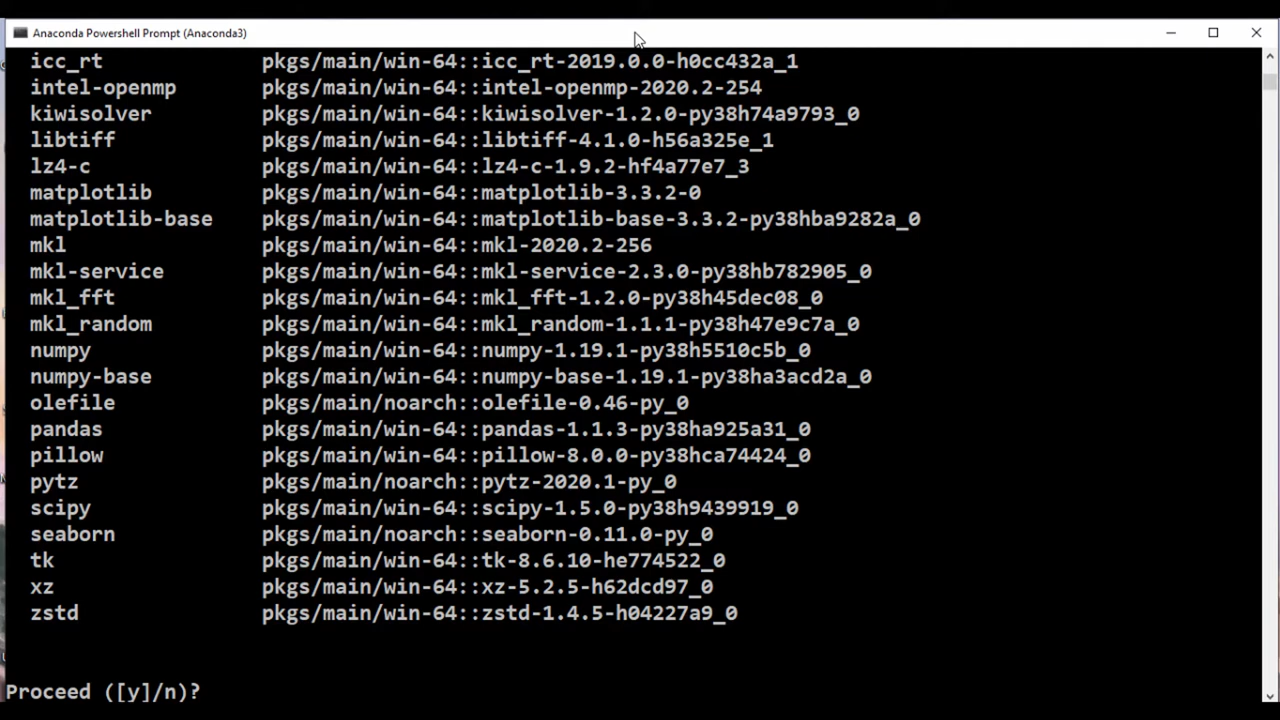 Anaconda Powershell Prompt (Anaconda3)
icc_rt pkgs/main/win-64::icc_rt-2019.0.0-h0cc432a_1
intel-openmp pkgs/main/win-64::intel-openmp-2020.2-254
kiwisolver pkgs/main/win-64::kiwisolver-1.2.0-py38h74a9793_0
libtiff pkgs/main/win-64::libtiff-4.1.0-h56a325e_1
lz4-c pkgs/main/win-64::lz4-c-1.9.2-hf4a77e7_3
matplotlib pkgs/main/win-64::matplotlib-3.3.2-0
matplotlib-base pkgs/main/win-64::matplotlib-base-3.3.2-py38hba9282a_0
mkl pkgs/main/win-64::mkl-2020.2-256
mkl-service pkgs/main/win-64::mkl-service-2.3.0-py38hb782905_0
mkl_fft pkgs/main/win-64::mkl_fft-1.2.0-py38h45dec08_0
mkl_random pkgs/main/win-64::mkl_random-1.1.1-py38h47e9c7a_0
numpy pkgs/main/win-64::numpy-1.19.1-py38h5510c5b_0
numpy-base pkgs/main/win-64::numpy-base-1.19.1-py38ha3acd2a_0
olefile pkgs/main/noarch::olefile-0.46-py_0
pandas pkgs/main/win-64::pandas-1.1.3-py38ha925a31_0
pillow pkgs/main/win-64::pillow-8.0.0-py38hca74424_0
pytz pkgs/main/noarch::pytz-2020.1-py_0
scipy pkgs/main/win-64::scipy-1.5.0-py38h9439919_0
seaborn pkgs/main/noarch::seaborn-0.11.0-py_0
tk pkgs/main/win-64::tk-8.6.10-he774522_0
xz pkgs/main/win-64::xz-5.2.5-h62dcd97_0
zstd pkgs/main/win-64::zstd-1.4.5-h04227a9_0
Proceed ([y]/n)?